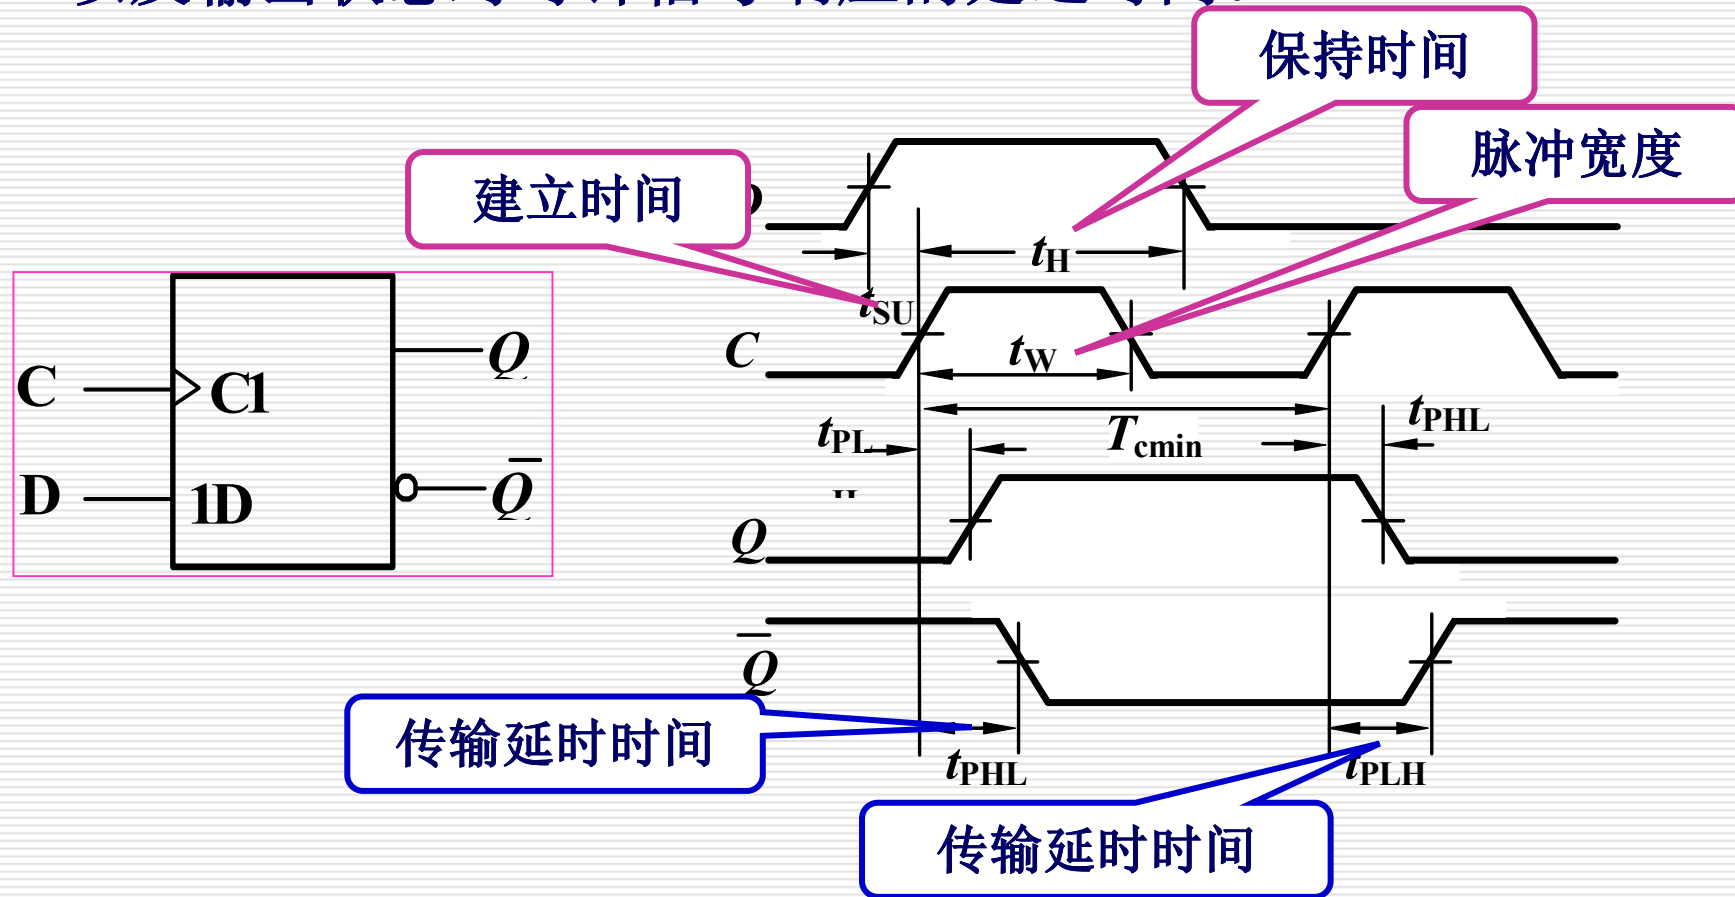 保持时间
脉冲宽度
建立时间
tH
tSU
C
tW
Q
C
C1
tPHL
Tcmin
tPL
D
1D
Q
Q
Q
传输延时时间
tPHL
tPLH
传输延时时间